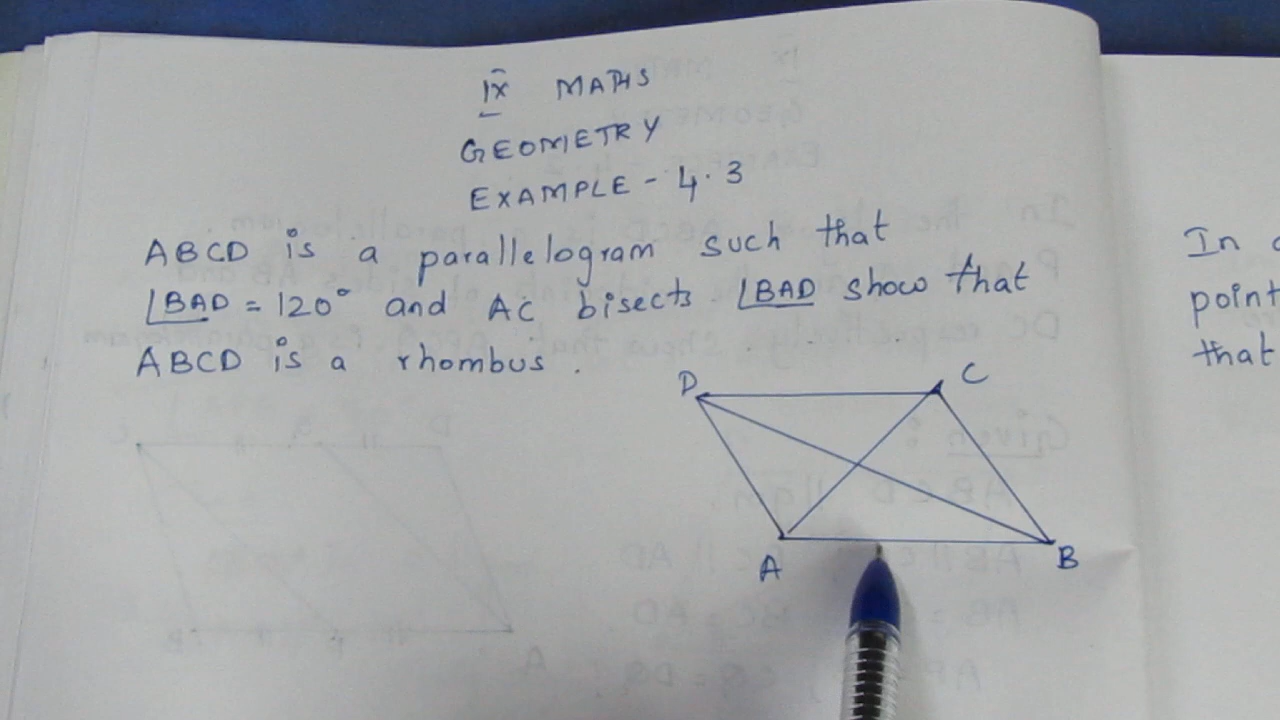 IX MATHS
GEOMETRY
EXAMPLE - 4.3
ABCD is a parallelogram such that
∠BAD = 120° and AC bisects ∠BAD show that
ABCD is a rhombus.
D
C
A
B
In
point
that